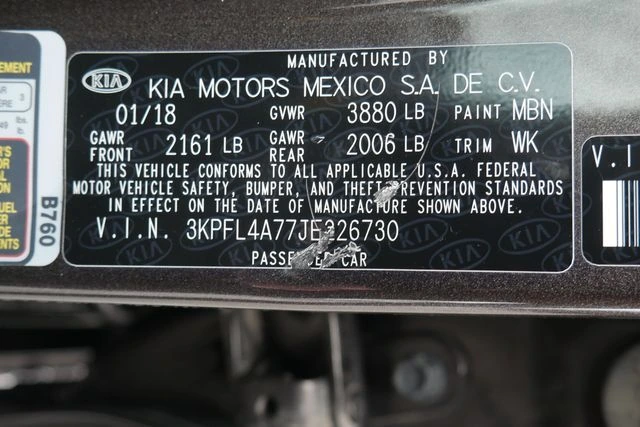 MANUFACTURED BY
KIA KIA MOTORS MEXICO S.A. DE C.V.
01/18 GVWR 3880 LB PAINT MBN
GAWR FRONT 2161 LB GAWR REAR 2006 LB TRIM WK
THIS VEHICLE CONFORMS TO ALL APPLICABLE U.S.A. FEDERAL
MOTOR VEHICLE SAFETY, BUMPER, AND THEFT PREVENTION STANDARDS
IN EFFECT ON THE DATE OF MANUFACTURE SHOWN ABOVE.
V.I.N. 3KPFL4A77JE226730
PASSENGER CAR
B760
V.I